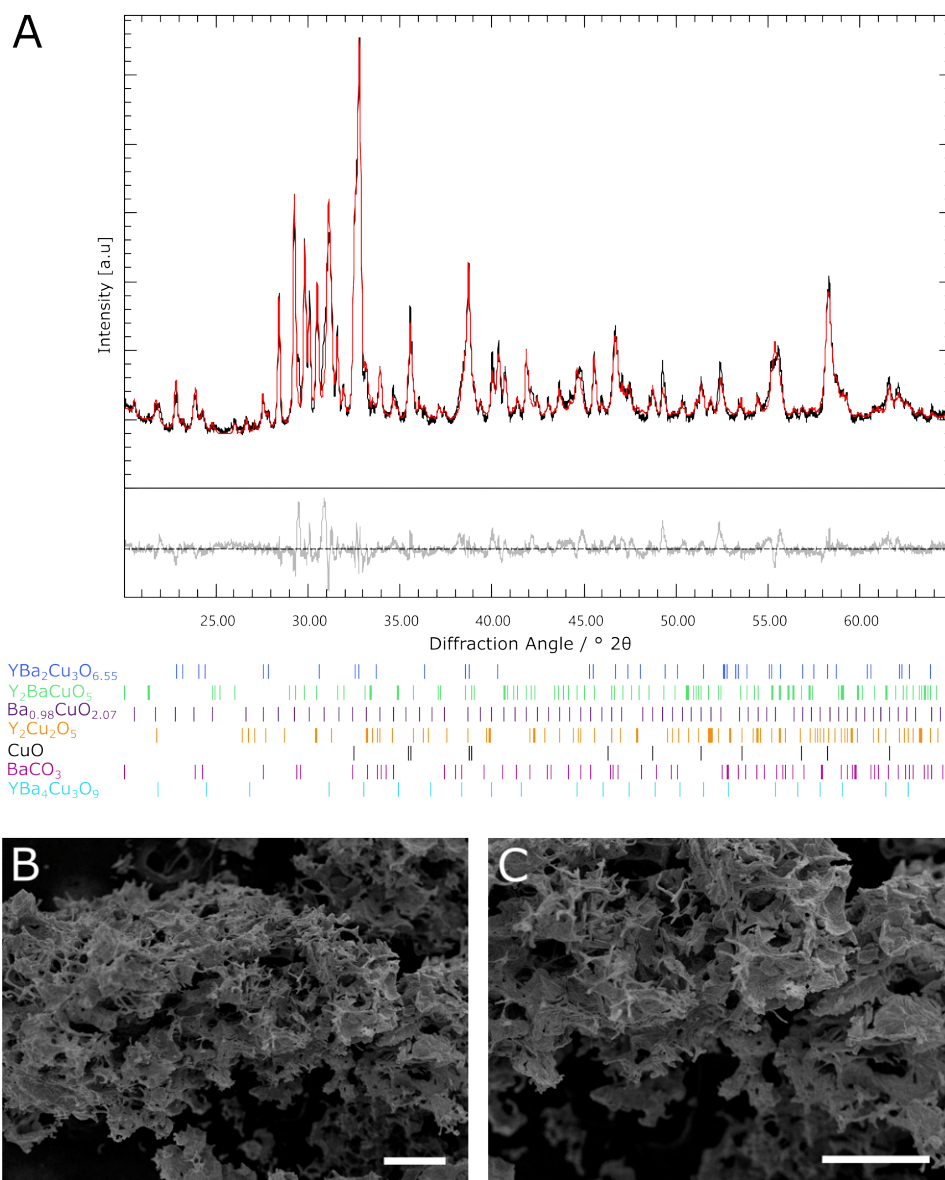 A
Intensity [a.u]
25.00 30.00 35.00 40.00 45.00 50.00 55.00 60.00
Diffraction Angle / ° 2θ
YBa₂Cu₃O₆.₅₅
Y₂BaCuO₅
Ba₀.₉₈CuO₂.₀₇
Y₂Cu₂O₅
CuO
BaCO₃
YBa₄Cu₃O₉
B
C